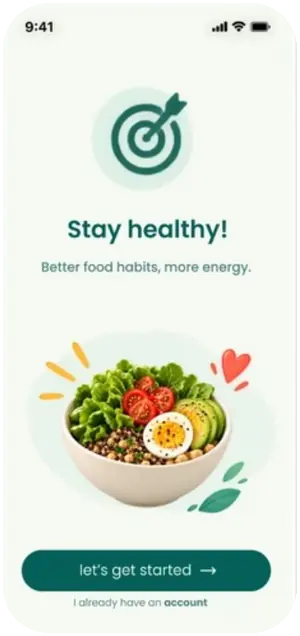 9:41
Stay healthy!
Better food habits, more energy.
let's get started →
I already have an account